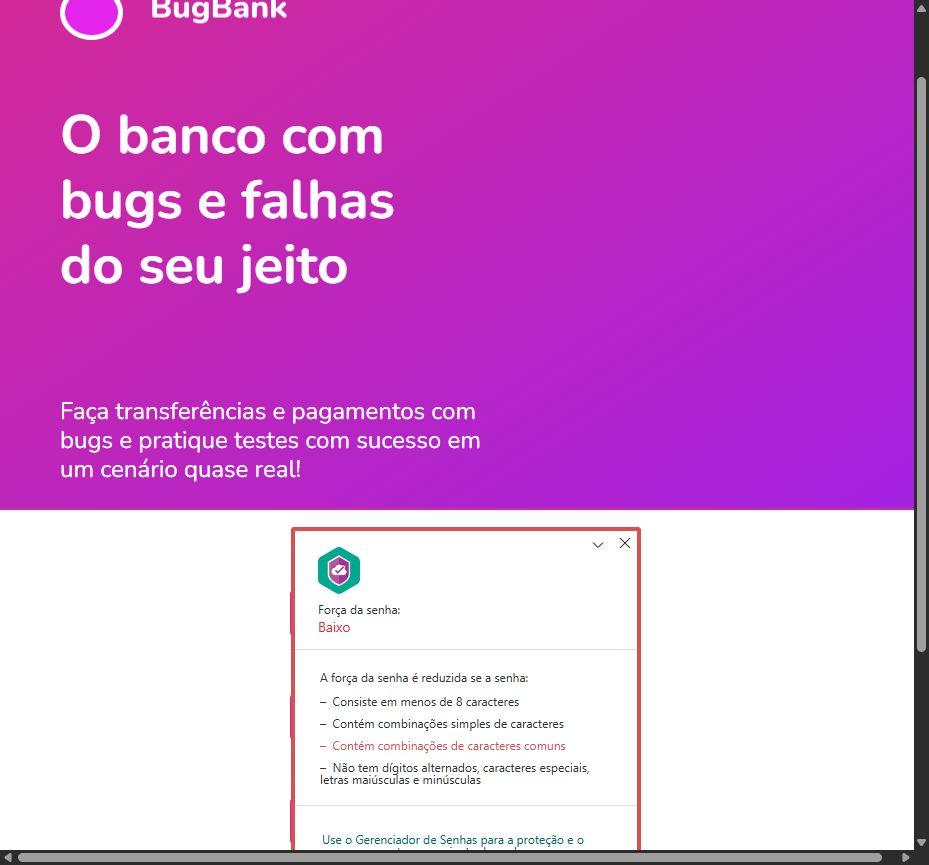 BugBank
O banco com
bugs e falhas
do seu jeito
Faça transferências e pagamentos com
bugs e pratique testes com sucesso em
um cenário quase real!
Força da senha:
Baixo
A força da senha é reduzida se a senha:
– Consiste em menos de 8 caracteres
– Contém combinações simples de caracteres
– Contém combinações de caracteres comuns
– Não tem dígitos alternados, caracteres especiais,
letras maiúsculas e minúsculas
Use o Gerenciador de Senhas para a proteção e o